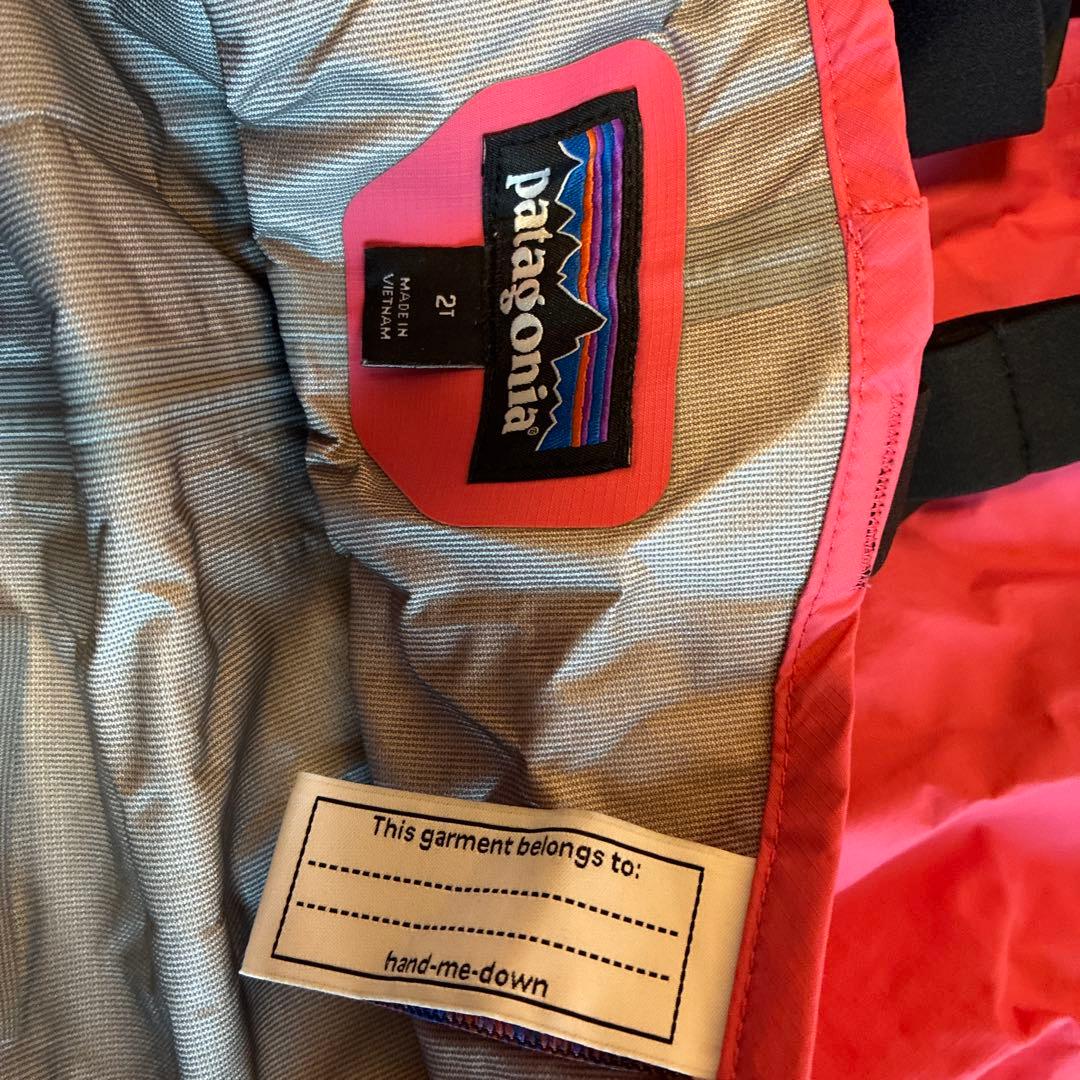 patagonia®
2T
MADE IN
VIETNAM
This garment belongs to:
hand-me-down